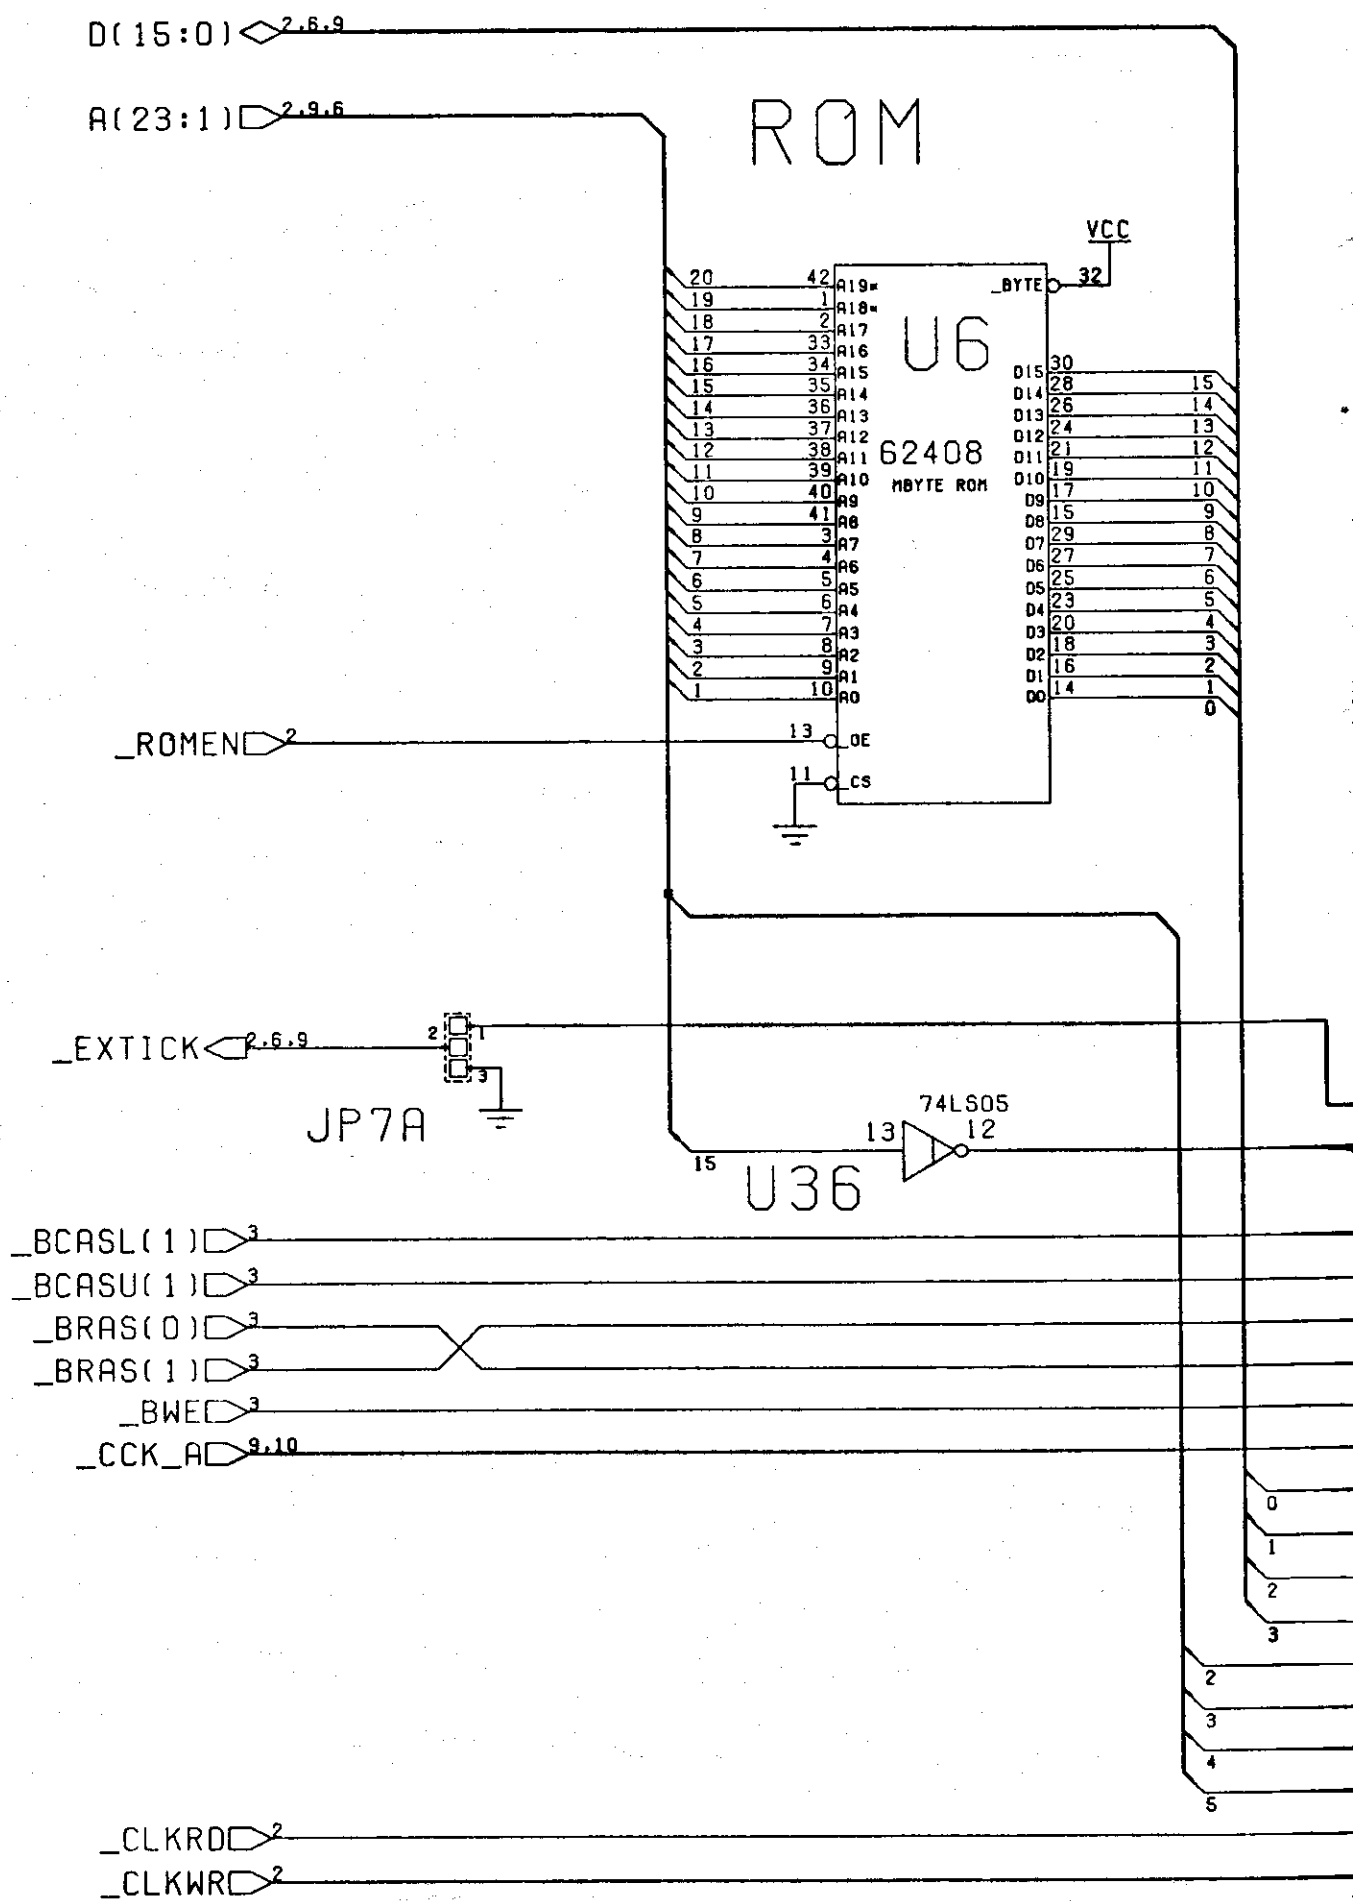 D(15:0) 2,6,9
A(23:1) 2,9,6
ROM
VCC
20 42 A19* _BYTE 32
19 1 A18*
18 2 A17
U6
17 33 A16
16 34 A15 D15 30 15
15 35 A14 D14 28 14
14 36 A13 D13 26 13
13 37 A12 D12 24 12
12 38 A11 D11 21 11
11 39 A10 D10 19 10
10 40 A9 D9 17 9
9 41 A8 D8 15 8
8 3 A7 D7 29 7
7 4 A6 D6 27 6
6 5 A5 D5 25 5
5 6 A4 D4 23 4
4 7 A3 D3 20 3
3 8 A2 D2 18 2
2 9 A1 D1 16 1
1 10 A0 D0 14 0
62408
MBYTE ROM
_ROMEN 2 13 _OE
11 _CS
_EXTICK 2,6,9 2 1
3
JP7A
74LS05
13 12
15
U36
_BCASL(1) 3
_BCASU(1) 3
_BRAS(0) 3
_BRAS(1) 3
_BWE 3
_CCK_A 9,10
0
1
2
3
2
3
4
5
_CLKRD 2
_CLKWR 2